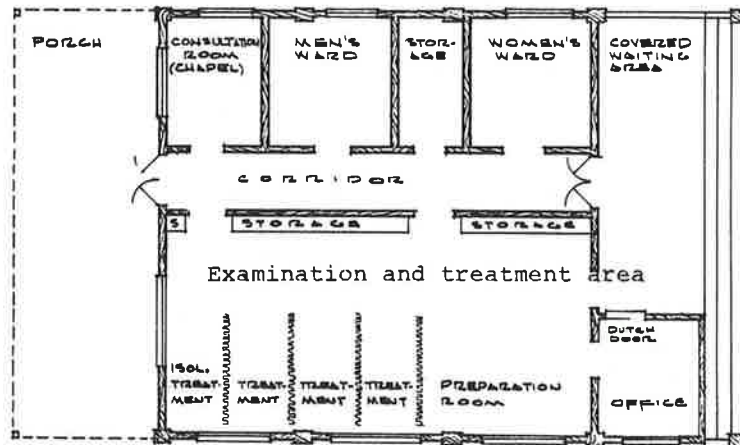 PORCH
CONSULTATION
ROOM
(CHAPEL)
MEN'S
WARD
STOR-
AGE
WOMEN'S
WARD
COVERED
WAITING
AREA
CORRIDOR
S
STORAGE
STORAGE
Examination and treatment area
DUTCH
DOOR
ISOL.
TREAT-
MENT
TREAT-
MENT
TREAT-
MENT
TREAT-
MENT
PREPARATION
ROOM
OFFICE